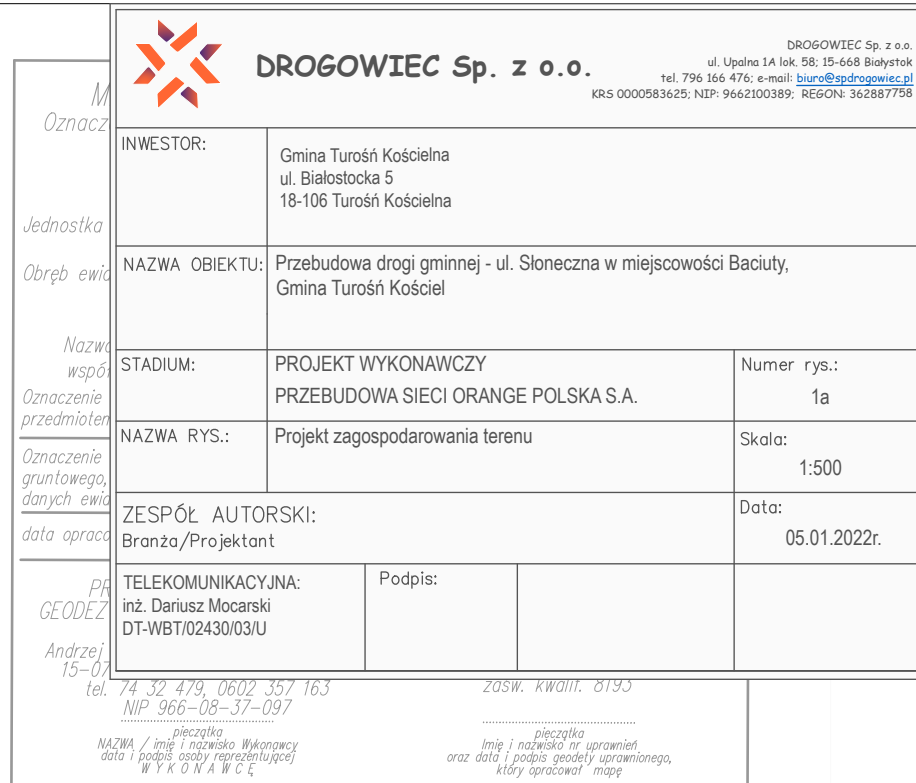 DROGOWIEC Sp. z o.o.
DROGOWIEC Sp. z o.o.
ul. Upalna 1A lok. 58; 15-668 Białystok
tel. 796 166 476; e-mail: biuro@spdrogowiec.pl
KRS 0000583625; NIP: 9662100389; REGON: 362887758
INWESTOR:
Gmina Turośń Kościelna
ul. Białostocka 5
18-106 Turośń Kościelna
NAZWA OBIEKTU:
Przebudowa drogi gminnej - ul. Słoneczna w miejscowości Baciuty,
Gmina Turośń Kościel
STADIUM:
PROJEKT WYKONAWCZY
PRZEBUDOWA SIECI ORANGE POLSKA S.A.
Numer rys.:
1a
NAZWA RYS.:
Projekt zagospodarowania terenu
Skala:
1:500
ZESPÓŁ AUTORSKI:
Branża/Projektant
Data:
05.01.2022r.
TELEKOMUNIKACYJNA:
inż. Dariusz Mocarski
DT-WBT/02430/03/U
Podpis:
M
Oznacz
Jednostka
Obręb ewid
Nazwa
współ
Oznaczenie
przedmiotem
Oznaczenie
gruntowego,
danych ewid
data opraco
PR
GEODEZ
Andrzej
15-07
tel. 74 32 479, 0602 357 163
NIP 966-08-37-097
pieczątka
NAZWA / imię i nazwisko Wykonawcy
data i podpis osoby reprezentującej
WYKONAWCĘ
zaśw. kwalif. 8195
pieczątka
Imię i nazwisko nr uprawnień
oraz data i podpis geodety uprawnionego,
który opracował mapę